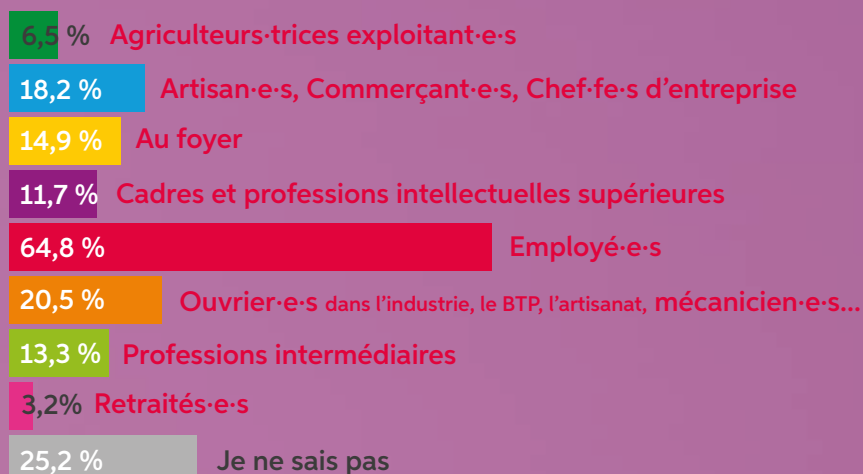 6,5 % Agriculteurs·trices exploitant·e·s
18,2 % Artisan·e·s, Commerçant·e·s, Chef·fe·s d’entreprise
14,9 % Au foyer
11,7 % Cadres et professions intellectuelles supérieures
64,8 % Employé·e·s
20,5 % Ouvrier·e·s dans l’industrie, le BTP, l’artisanat, mécanicien·e·s...
13,3 % Professions intermédiaires
3,2% Retraités·e·s
25,2 % Je ne sais pas